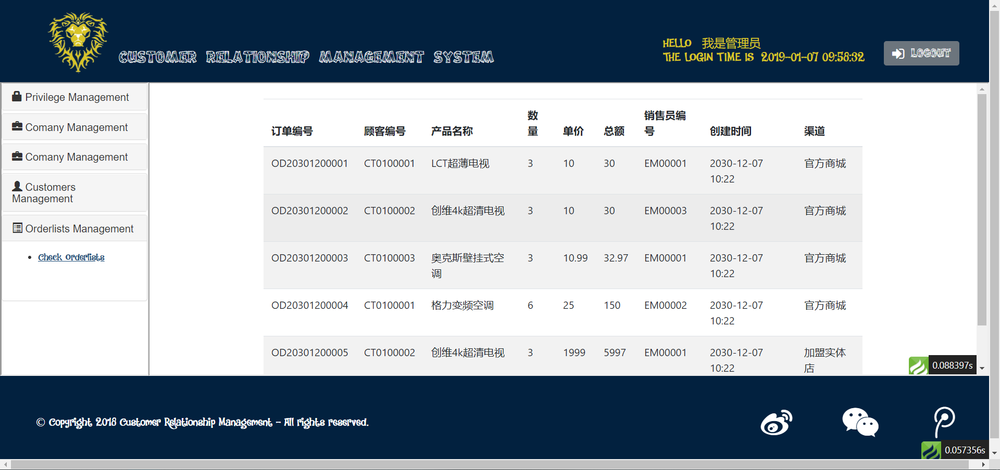 CUSTOMER RELATIONSHIP MANAGEMENT SYSTEM
HELLO 我是管理员
THE LOGIN TIME IS 2019-01-07 09:58:32
LOGOUT
Privilege Management
Comany Management
Comany Management
Customers
Management
Orderlists Management
Check Orderlists
订单编号 顾客编号 产品名称 数量 单价 总额 销售员编号 创建时间 渠道
OD20301200001 CT0100001 LCT超薄电视 3 10 30 EM00001 2030-12-07 10:22 官方商城
OD20301200002 CT0100002 创维4k超清电视 3 10 30 EM00003 2030-12-07 10:22 官方商城
OD20301200003 CT0100003 奥克斯壁挂式空调 3 10.99 32.97 EM00001 2030-12-07 10:22 官方商城
OD20301200004 CT0100001 格力变频空调 6 25 150 EM00002 2030-12-07 10:22 官方商城
OD20301200005 CT0100002 创维4k超清电视 3 1999 5997 EM00001 2030-12-07 10:22 加盟实体店
0.088397s
© Copyright 2018 Customer Relationship Management - All rights reserved.
0.057356s